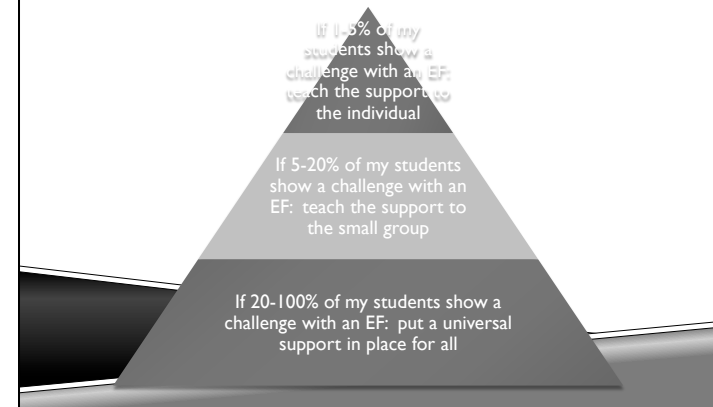 If 1-5% of my
students show a
challenge with an EF:
teach the support to
the individual
If 5-20% of my students
show a challenge with an
EF: teach the support to
the small group
If 20-100% of my students show a
challenge with an EF: put a universal
support in place for all